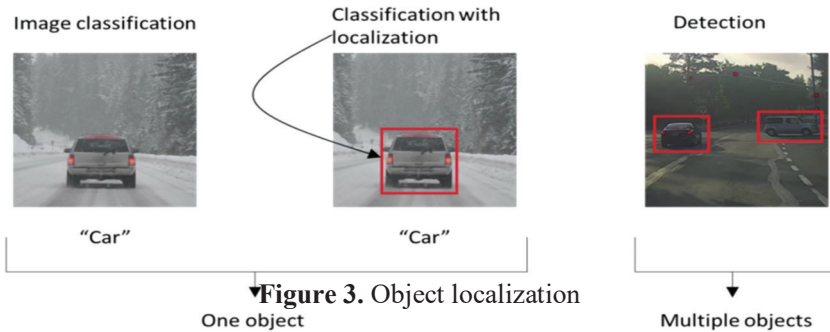 Image classification
Classification with
localization
Detection
“Car”
“Car”
Figure 3. Object localization
One object
Multiple objects